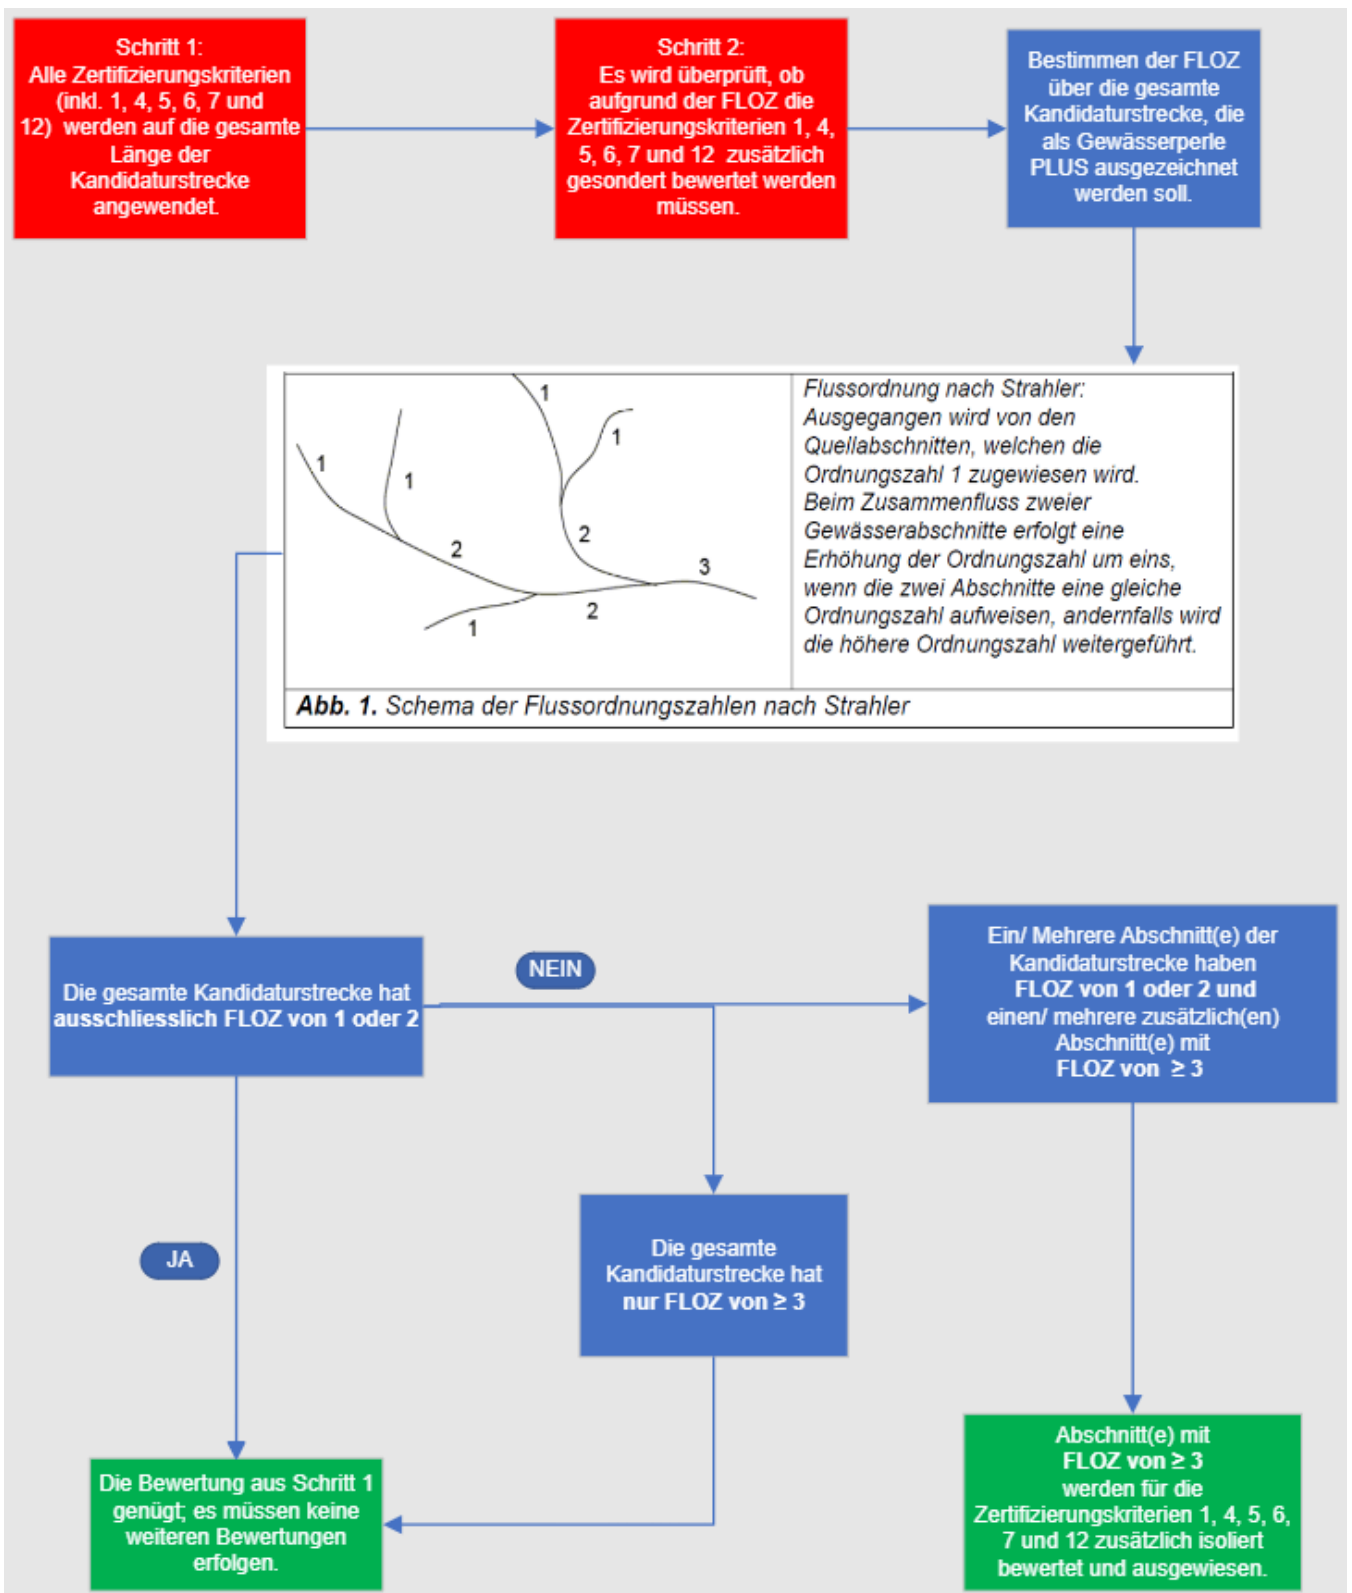 Schritt 1:
Alle Zertifizierungskriterien
(inkl. 1, 4, 5, 6, 7 und
12) werden auf die gesamte
Länge der
Kandidaturstrecke
angewendet.
Schritt 2:
Es wird überprüft, ob
aufgrund der FLOZ die
Zertifizierungskriterien 1, 4,
5, 6, 7 und 12 zusätzlich
gesondert bewertet werden
müssen.
Bestimmen der FLOZ
über die gesamte
Kandidaturstrecke, die
als Gewässerperle
PLUS ausgezeichnet
werden soll.
1
1
1
1
2
2
3
2
1
Flussordnung nach Strahler:
Ausgegangen wird von den
Quellabschnitten, welchen die
Ordnungszahl 1 zugewiesen wird.
Beim Zusammenfluss zweier
Gewässerabschnitte erfolgt eine
Erhöhung der Ordnungszahl um eins,
wenn die zwei Abschnitte eine gleiche
Ordnungszahl aufweisen, andernfalls wird
die höhere Ordnungszahl weitergeführt.
Abb. 1. Schema der Flussordnungszahlen nach Strahler
Die gesamte Kandidaturstrecke hat
ausschliesslich FLOZ von 1 oder 2
NEIN
Ein/ Mehrere Abschnitt(e) der
Kandidaturstrecke haben
FLOZ von 1 oder 2 und
einen/ mehrere zusätzlich(en)
Abschnitt(e) mit
FLOZ von ≥ 3
JA
Die gesamte
Kandidaturstrecke hat
nur FLOZ von ≥ 3
Die Bewertung aus Schritt 1
genügt; es müssen keine
weiteren Bewertungen
erfolgen.
Abschnitt(e) mit
FLOZ von ≥ 3
werden für die
Zertifizierungskriterien 1, 4, 5, 6,
7 und 12 zusätzlich isoliert
bewertet und ausgewiesen.